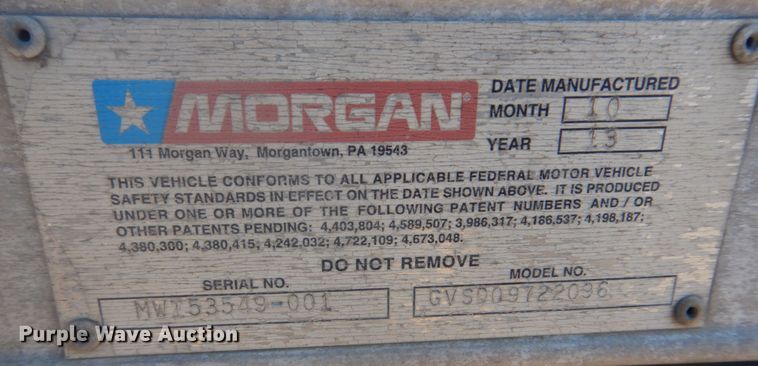 MORGAN®
111 Morgan Way, Morgantown, PA 19543
DATE MANUFACTURED
MONTH 10
YEAR 13
THIS VEHICLE CONFORMS TO ALL APPLICABLE FEDERAL MOTOR VEHICLE
SAFETY STANDARDS IN EFFECT ON THE DATE SHOWN ABOVE. IT IS PRODUCED
UNDER ONE OR MORE OF THE FOLLOWING PATENT NUMBERS AND / OR
OTHER PATENTS PENDING: 4,403,804; 4,589,507; 3,986,317; 4,186,537; 4,198,187;
4,380,300; 4,380,415; 4,242,032; 4,722,109; 4,673,048.
DO NOT REMOVE
SERIAL NO. MODEL NO.
MWI53549-001 GVSD09722096
Purple Wave Auction
Purple Wave Auction